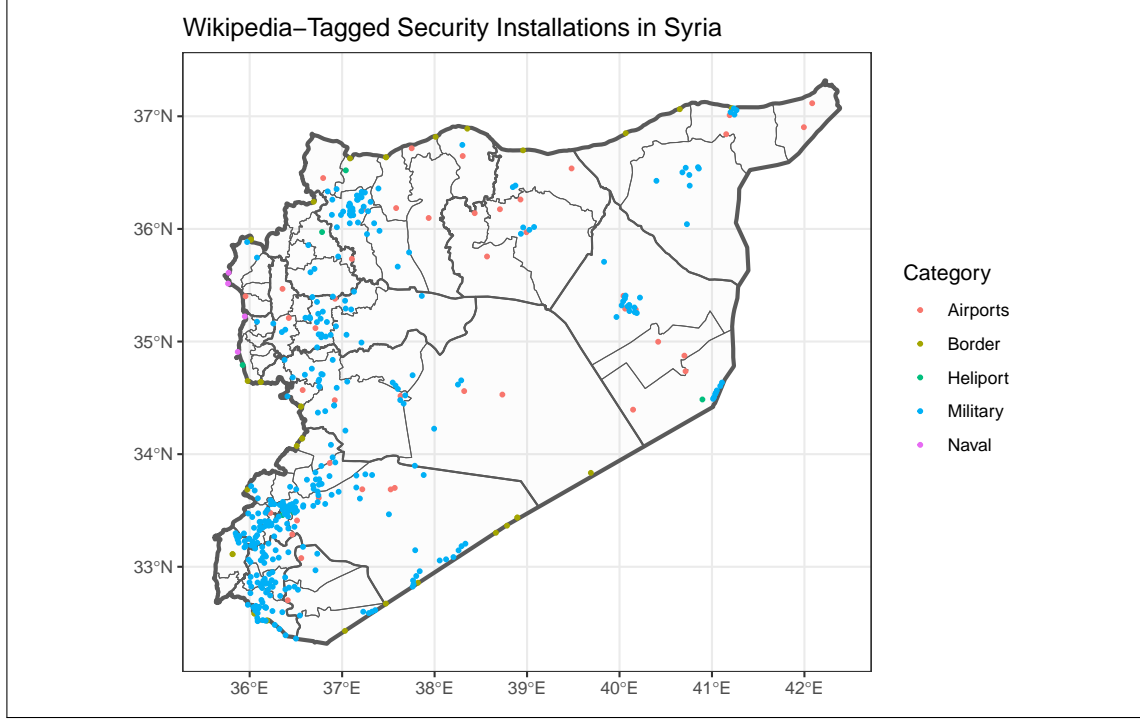 Wikipedia−Tagged Security Installations in Syria
37°N
36°N
35°N
34°N
33°N
36°E 37°E 38°E 39°E 40°E 41°E 42°E
Category
Airports
Border
Heliport
Military
Naval